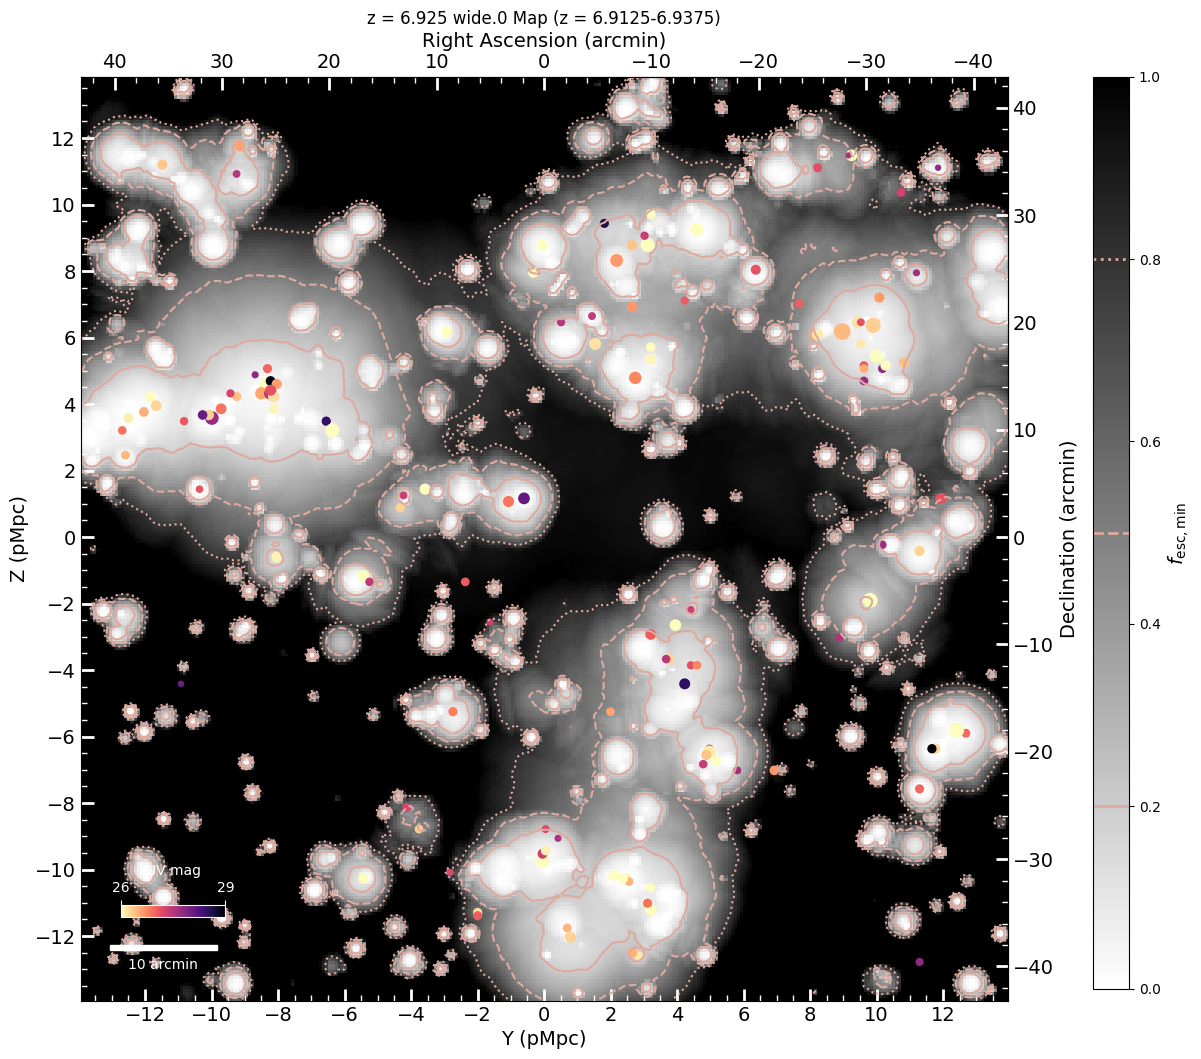 z = 6.925 wide.0 Map (z = 6.9125-6.9375)
Right Ascension (arcmin)
40 30 20 10 0 −10 −20 −30 −40
12
10
8
6
4
2
0
−2
−4
−6
−8
−10
−12
Z (pMpc)
UV mag
26 29
10 arcmin
−12 −10 −8 −6 −4 −2 0 2 4 6 8 10 12
Y (pMpc)
40
30
20
10
0
−10
−20
−30
−40
Declination (arcmin)
1.0
0.8
0.6
0.4
0.2
0.0
f_esc,min